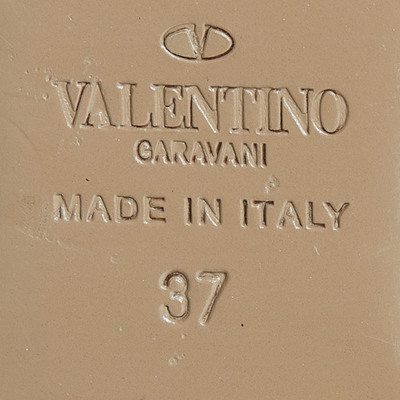 VALENTINO
GARAVANI
MADE IN ITALY
37